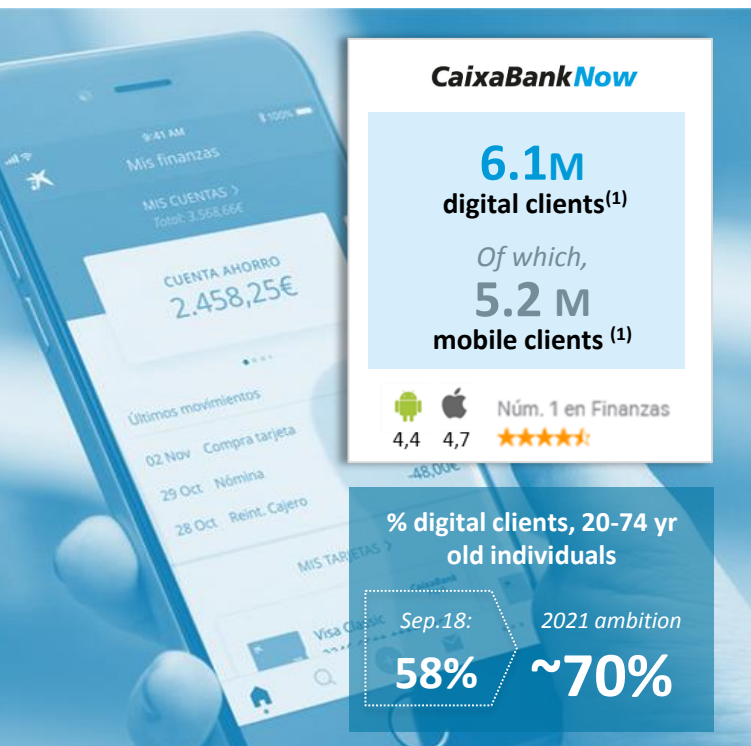 9:41 AM
100%
Mis finanzas
MIS CUENTAS >
Total: 3.568,66€
CUENTA AHORRO
2.458,25€
Últimos movimientos
02 Nov Compra tarjeta
29 Oct Nómina
-48,00€
28 Oct Reint. Cajero
MIS TARJETAS >
CaixaBank
Visa Classic
CaixaBankNow
6.1M
digital clients(1)
Of which,
5.2 M
mobile clients (1)
Núm. 1 en Finanzas
4,4 4,7
% digital clients, 20-74 yr
old individuals
Sep.18: 2021 ambition
58% ~70%